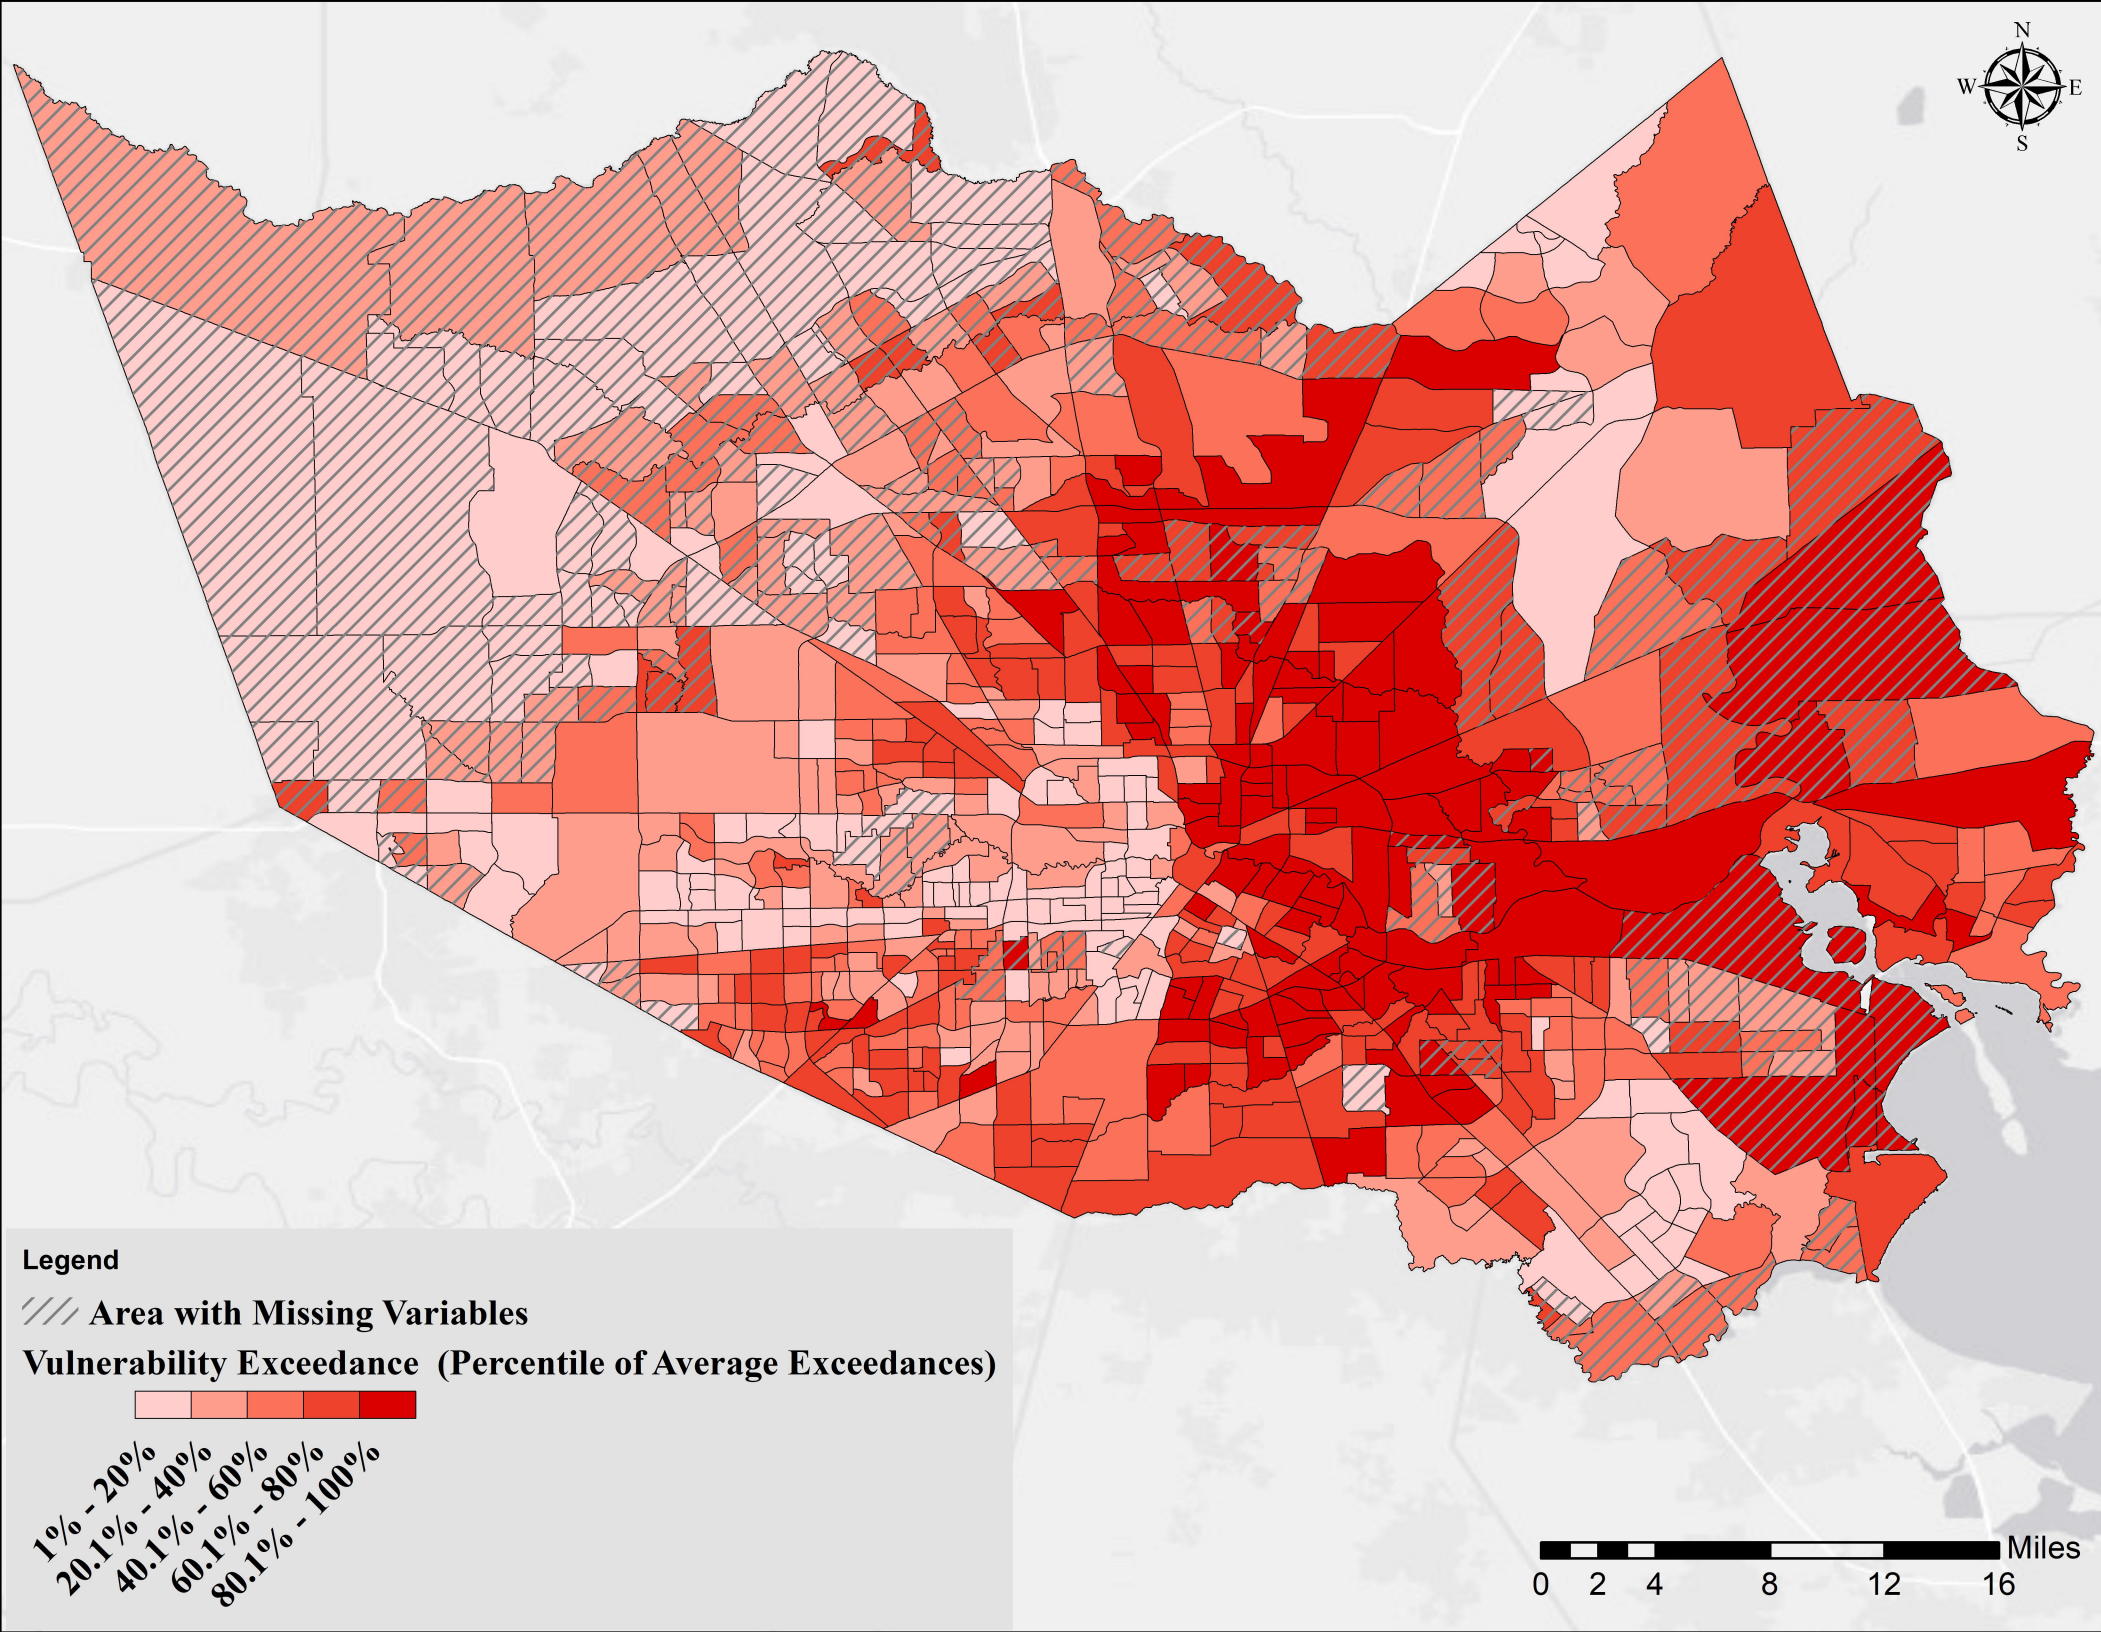 N
W E
S
Legend
Area with Missing Variables
Vulnerability Exceedance (Percentile of Average Exceedances)
1% - 20%
20.1% - 40%
40.1% - 60%
60.1% - 80%
80.1% - 100%
Miles
0 2 4 8 12 16